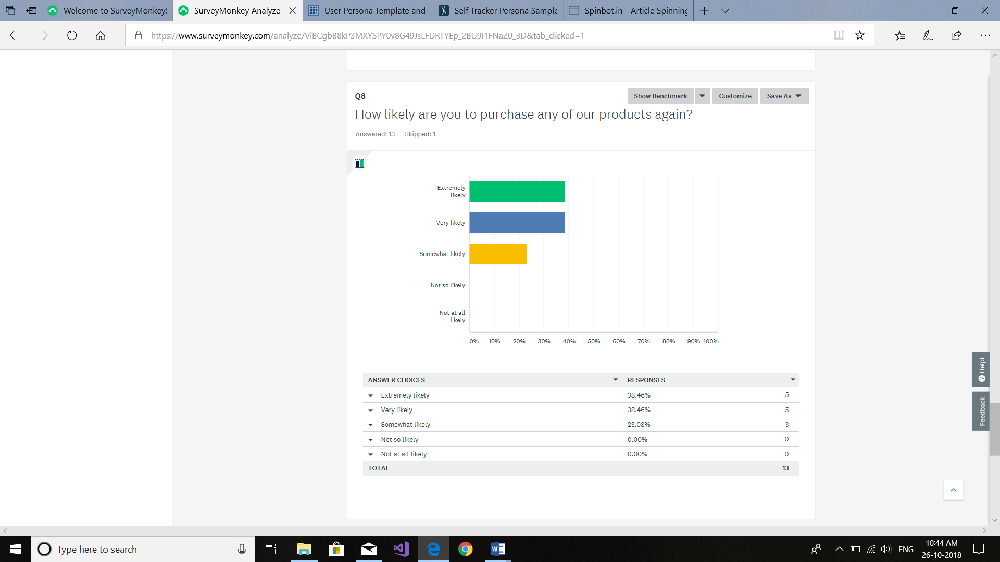 Welcome to SurveyMonkey!
SurveyMonkey Analyze
User Persona Template and
Self Tracker Persona Sample
Spinbot.in - Article Spinning
https://www.surveymonkey.com/analyze/ViBCgbB8kP3MXYSPY0v8G49JsLFDRTYEp_2BU9I1FNaZ0_3D&tab_clicked=1
Q8
Show Benchmark
Customize
Save As
How likely are you to purchase any of our products again?
Answered: 13 Skipped: 1
Extremely
likely
Very likely
Somewhat likely
Not so likely
Not at all
likely
0% 10% 20% 30% 40% 50% 60% 70% 80% 90% 100%
ANSWER CHOICES RESPONSES
Extremely likely 38.46% 5
Very likely 38.46% 5
Somewhat likely 23.08% 3
Not so likely 0.00% 0
Not at all likely 0.00% 0
TOTAL 13
Help!
Feedback
Type here to search
ENG
10:44 AM
26-10-2018